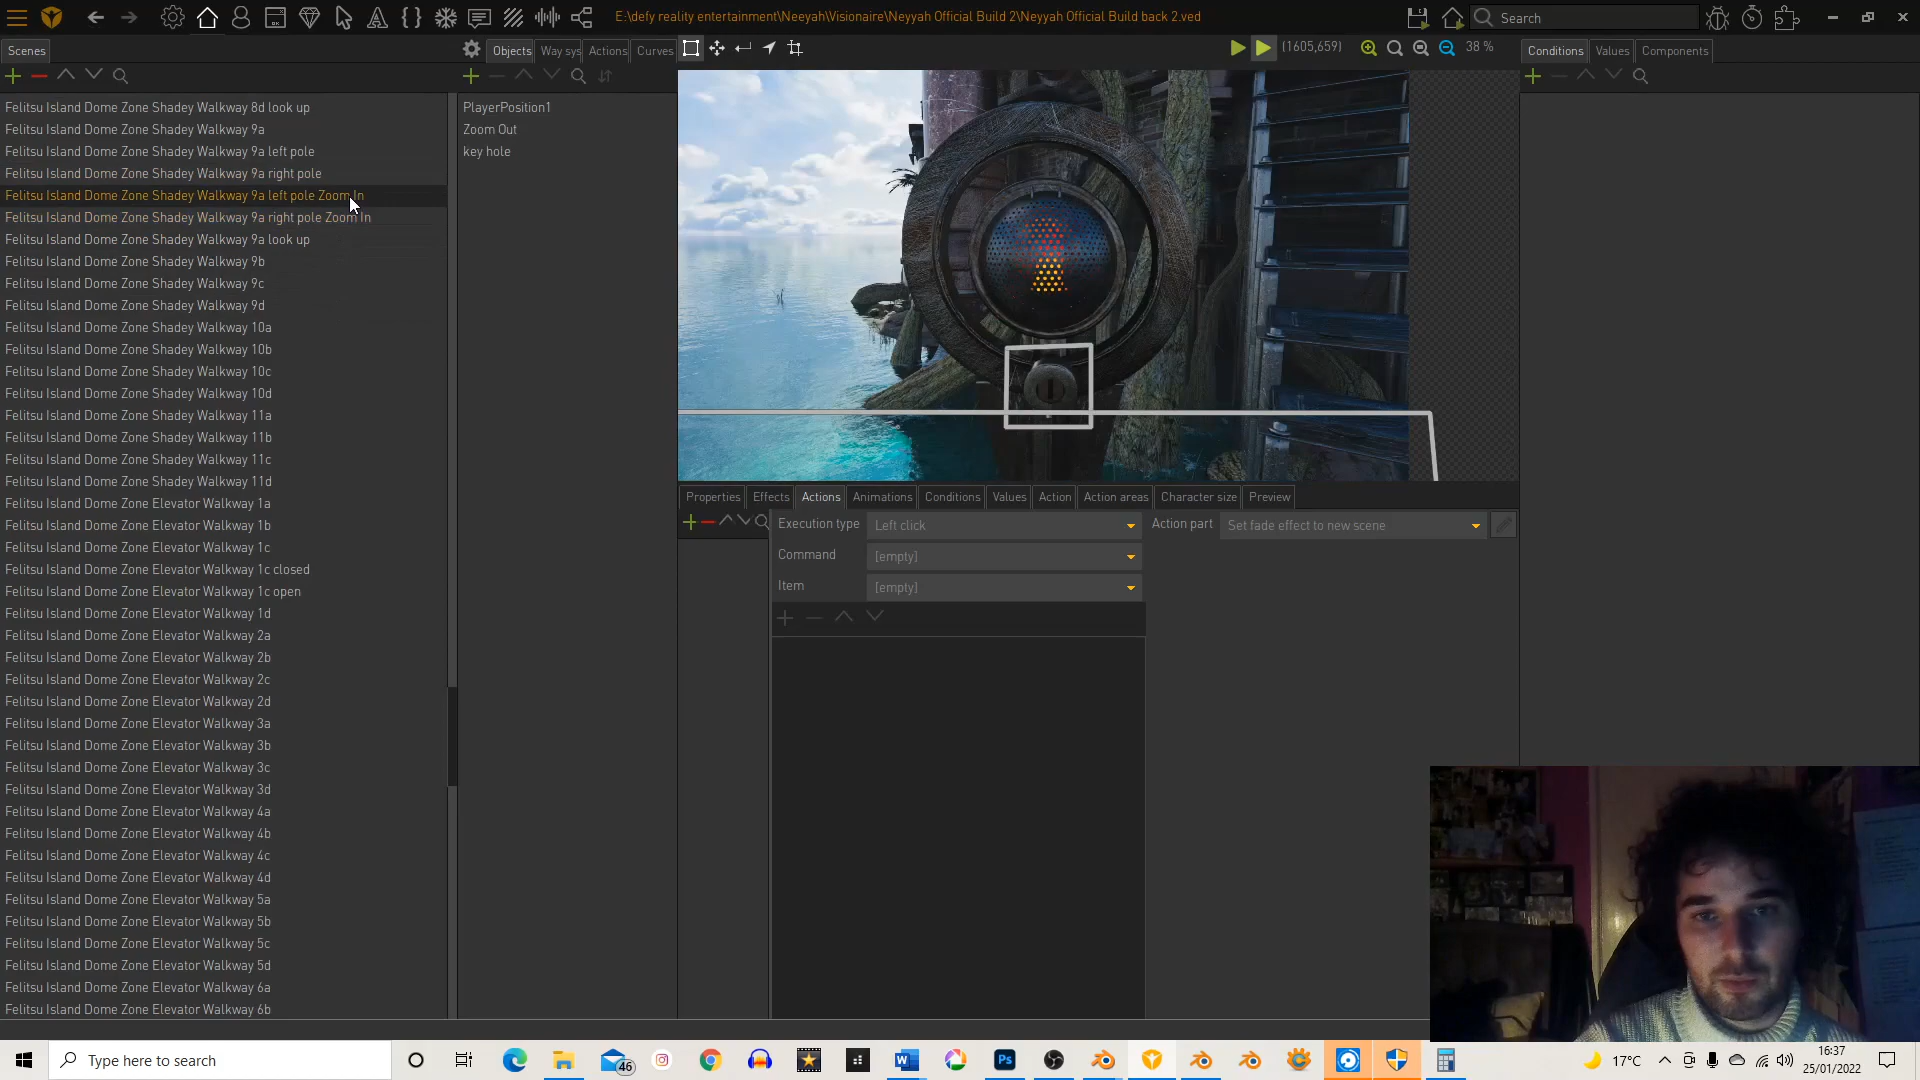 E:\defy reality entertainment\Neeyah\Visionaire\Neyyah Official Build 2\Neyyah Official Build back 2.ved
Search
Scenes
Objects
Way sys
Actions
Curves
(1605,659)
38 %
Conditions
Values
Components
Felitsu Island Dome Zone Shadey Walkway 8d look up
Felitsu Island Dome Zone Shadey Walkway 9a
Felitsu Island Dome Zone Shadey Walkway 9a left pole
Felitsu Island Dome Zone Shadey Walkway 9a right pole
Felitsu Island Dome Zone Shadey Walkway 9a left pole Zoom In
Felitsu Island Dome Zone Shadey Walkway 9a right pole Zoom In
Felitsu Island Dome Zone Shadey Walkway 9a look up
Felitsu Island Dome Zone Shadey Walkway 9b
Felitsu Island Dome Zone Shadey Walkway 9c
Felitsu Island Dome Zone Shadey Walkway 9d
Felitsu Island Dome Zone Shadey Walkway 10a
Felitsu Island Dome Zone Shadey Walkway 10b
Felitsu Island Dome Zone Shadey Walkway 10c
Felitsu Island Dome Zone Shadey Walkway 10d
Felitsu Island Dome Zone Shadey Walkway 11a
Felitsu Island Dome Zone Shadey Walkway 11b
Felitsu Island Dome Zone Shadey Walkway 11c
Felitsu Island Dome Zone Shadey Walkway 11d
Felitsu Island Dome Zone Elevator Walkway 1a
Felitsu Island Dome Zone Elevator Walkway 1b
Felitsu Island Dome Zone Elevator Walkway 1c
Felitsu Island Dome Zone Elevator Walkway 1c closed
Felitsu Island Dome Zone Elevator Walkway 1c open
Felitsu Island Dome Zone Elevator Walkway 1d
Felitsu Island Dome Zone Elevator Walkway 2a
Felitsu Island Dome Zone Elevator Walkway 2b
Felitsu Island Dome Zone Elevator Walkway 2c
Felitsu Island Dome Zone Elevator Walkway 2d
Felitsu Island Dome Zone Elevator Walkway 3a
Felitsu Island Dome Zone Elevator Walkway 3b
Felitsu Island Dome Zone Elevator Walkway 3c
Felitsu Island Dome Zone Elevator Walkway 3d
Felitsu Island Dome Zone Elevator Walkway 4a
Felitsu Island Dome Zone Elevator Walkway 4b
Felitsu Island Dome Zone Elevator Walkway 4c
Felitsu Island Dome Zone Elevator Walkway 4d
Felitsu Island Dome Zone Elevator Walkway 5a
Felitsu Island Dome Zone Elevator Walkway 5b
Felitsu Island Dome Zone Elevator Walkway 5c
Felitsu Island Dome Zone Elevator Walkway 5d
Felitsu Island Dome Zone Elevator Walkway 6a
Felitsu Island Dome Zone Elevator Walkway 6b
PlayerPosition1
Zoom Out
key hole
Properties
Effects
Actions
Animations
Conditions
Values
Action
Action areas
Character size
Preview
Execution type
Left click
Action part
Set fade effect to new scene
Command
[empty]
Item
[empty]
Type here to search
46
Ps
17°C
16:37
25/01/2022